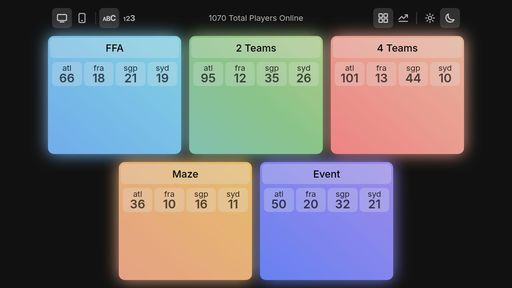 ABC 123 1070 Total Players Online
FFA 2 Teams 4 Teams
atl fra sgp syd atl fra sgp syd atl fra sgp syd
66 18 21 19 95 12 35 26 101 13 44 10
Maze Event
atl fra sgp syd atl fra sgp syd
36 10 16 11 50 20 32 21